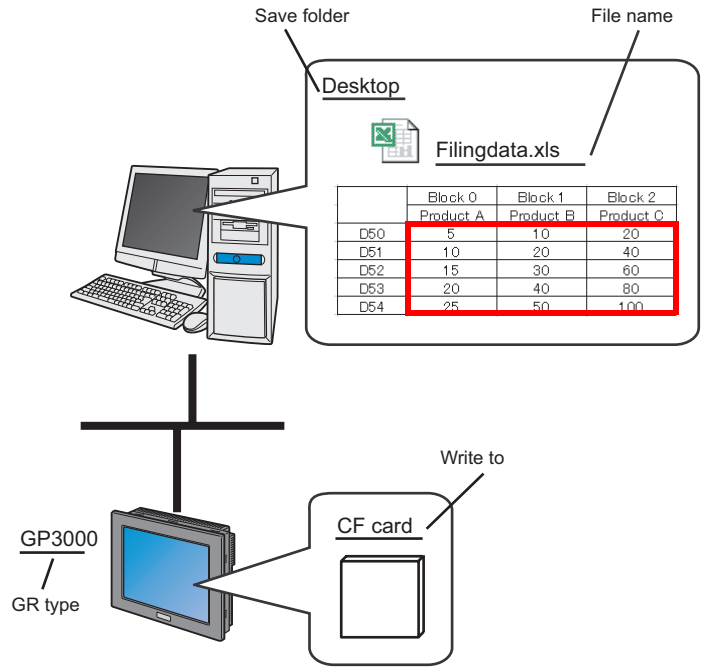 Save folder
File name
Desktop
Filingdata.xls
Block 0 Block 1 Block 2
Product A Product B Product C
D50 5 10 20
D51 10 20 40
D52 15 30 60
D53 20 40 80
D54 25 50 100
Write to
CF card
GP3000
GR type